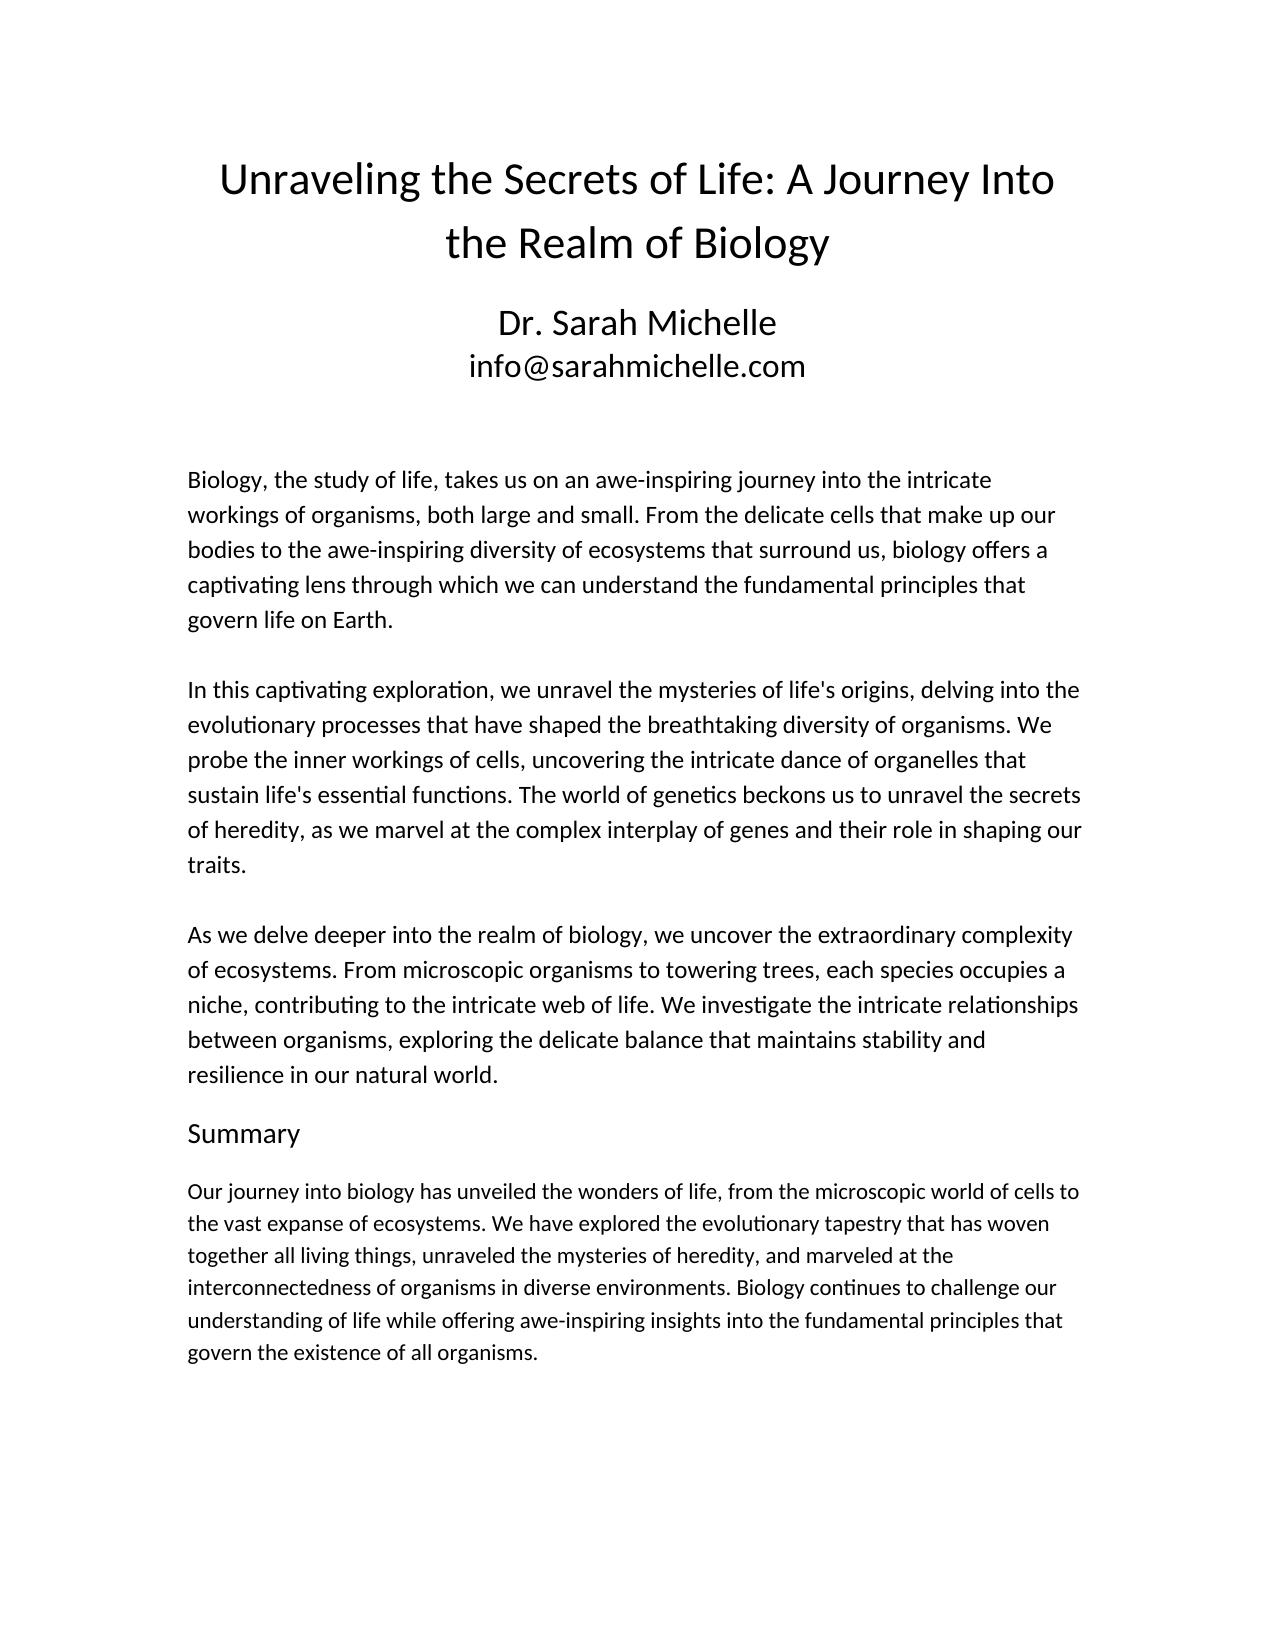 Unraveling the Secrets of Life: A Journey Into
the Realm of Biology
Dr. Sarah Michelle
info@sarahmichelle.com
Biology, the study of life, takes us on an awe-inspiring journey into the intricate
workings of organisms, both large and small. From the delicate cells that make up our
bodies to the awe-inspiring diversity of ecosystems that surround us, biology offers a
captivating lens through which we can understand the fundamental principles that
govern life on Earth.
In this captivating exploration, we unravel the mysteries of life's origins, delving into the
evolutionary processes that have shaped the breathtaking diversity of organisms. We
probe the inner workings of cells, uncovering the intricate dance of organelles that
sustain life's essential functions. The world of genetics beckons us to unravel the secrets
of heredity, as we marvel at the complex interplay of genes and their role in shaping our
traits.
As we delve deeper into the realm of biology, we uncover the extraordinary complexity
of ecosystems. From microscopic organisms to towering trees, each species occupies a
niche, contributing to the intricate web of life. We investigate the intricate relationships
between organisms, exploring the delicate balance that maintains stability and
resilience in our natural world.
Summary
Our journey into biology has unveiled the wonders of life, from the microscopic world of cells to
the vast expanse of ecosystems. We have explored the evolutionary tapestry that has woven
together all living things, unraveled the mysteries of heredity, and marveled at the
interconnectedness of organisms in diverse environments. Biology continues to challenge our
understanding of life while offering awe-inspiring insights into the fundamental principles that
govern the existence of all organisms.